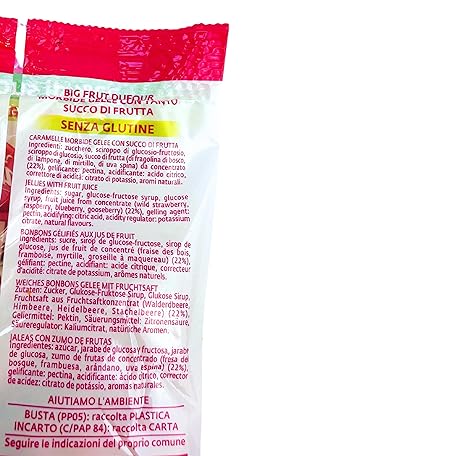 BIG FRUT DUFOUR
MORBIDE GELÉE CON TANTO
SUCCO DI FRUTTA
SENZA GLUTINE
CARAMELLE MORBIDE GELEE CON SUCCO DI FRUTTA
Ingredienti: zucchero, sciroppo di glucosio-fruttosio,
sciroppo di glucosio, succo di frutta (di fragolina di bosco,
di lampone, di mirtillo, di uva spina) da concentrato
(22%), gelificante: pectina, acidificante: acido citrico,
correttore di acidità: citrato di potassio, aromi naturali.
JELLIES WITH FRUIT JUICE
Ingredients: sugar, glucose-fructose syrup, glucose
syrup, fruit juice from concentrate (wild strawberry,
raspberry, blueberry, gooseberry) (22%), gelling agent:
pectin, acidifying: citric acid, acidity regulator: potassium
citrate, natural flavours.
BONBONS GÉLIFIÉS AUX JUS DE FRUIT
Ingredients: sucre, sirop de glucose-fructose, sirop de
glucose, jus de fruit de concentré (fraise des bois,
framboise, myrtille, groseille à maquereau) (22%),
gélifiant: pectine, acidifiant: acide citrique, correcteur
d'acidité: citrate de potassium, arômes naturels.
WEICHES BONBONS GELEE MIT FRUCHTSAFT
Zutaten: Zucker, Glukose-Fruktose Sirup, Glukose Sirup,
Fruchtsaft aus Fruchtsaftkonzentrat (Walderdbeere,
Himbeere, Heidelbeere, Stachelbeere) (22%),
Geliermittel: Pektin, Säuerungsmittel: Zitronensäure,
Säureregulator: Kaliumcitrat, natürliche Aromen.
JALEAS CON ZUMO DE FRUTAS
Ingredientes: azúcar, jarabe de glucosa y fructosa, jarabe
de glucosa, zumo de frutas de concentrado (fresa del
bosque, frambuesa, arándano, uva espina) (22%),
gelificante: pectina, acidificante: ácido cítrico, corrector
de acidez: citrato de potásio, aromas naturales.
AIUTIAMO L'AMBIENTE
BUSTA (PP05): raccolta PLASTICA
INCARTO (C/PAP 84): raccolta CARTA
Seguire le indicazioni del proprio comune